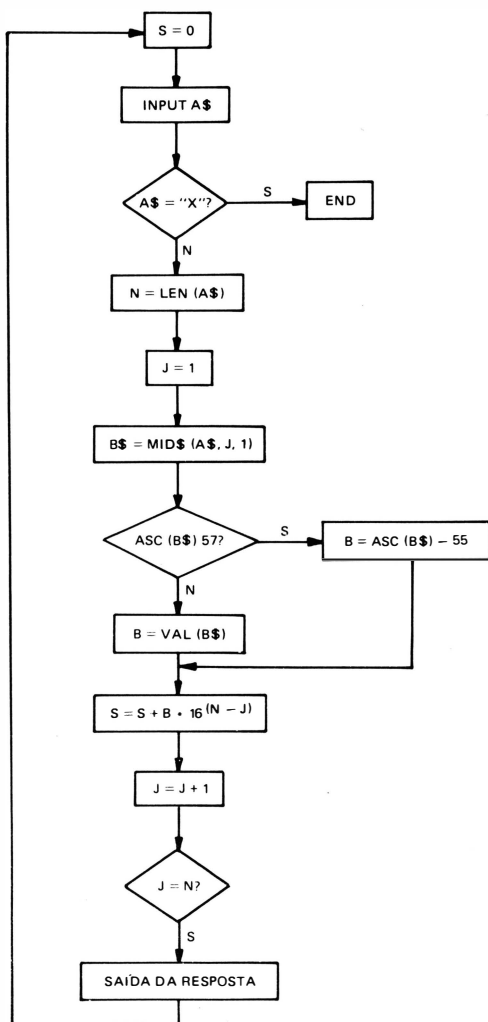 S = 0
INPUT A$
A$ = "X"?
S
END
N
N = LEN (A$)
J = 1
B$ = MID$ (A$, J, 1)
ASC (B$) 57?
S
B = ASC (B$) – 55
N
B = VAL (B$)
S = S + B • 16(N – J)
J = J + 1
J = N?
S
SAÍDA DA RESPOSTA